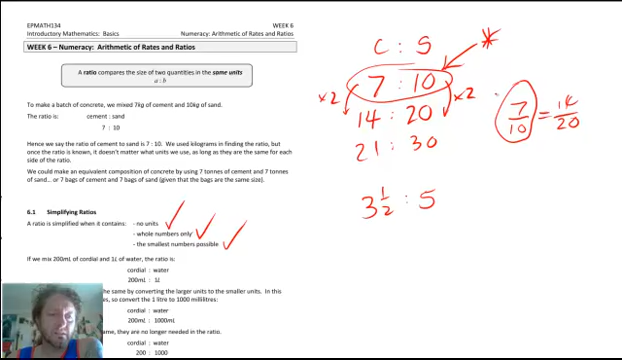 EPMATH134 WEEK 6
Introductory Mathematics: Basics Numeracy: Arithmetic of Rates and Ratios
WEEK 6 – Numeracy: Arithmetic of Rates and Ratios
A ratio compares the size of two quantities in the same units
a : b
To make a batch of concrete, we mixed 7kg of cement and 10kg of sand.
The ratio is: cement : sand
7 : 10
Hence we say the ratio of cement to sand is 7 : 10. We used kilograms in finding the ratio, but
once the ratio is known, it doesn't matter what units we use, as long as they are the same for each
side of the ratio.
We could make an equivalent composition of concrete by using 7 tonnes of cement and 7 tonnes
of sand... or 7 bags of cement and 7 bags of sand (given that the bags are the same size).
6.1 Simplifying Ratios
A ratio is simplified when it contains: - no units
- whole numbers only
- the smallest numbers possible
If we mix 200mL of cordial and 1L of water, the ratio is:
cordial : water
200mL : 1L
he same by converting the larger units to the smaller units. In this
es, so convert the 1 litre to 1000 millilitres:
cordial : water
200mL : 1000mL
ame, they are no longer needed in the ratio.
cordial : water
200 : 1000
C : S *
7 : 10
×2 ×2
14 : 20
21 : 30
3 1/2 : 5
7/10 = 14/20